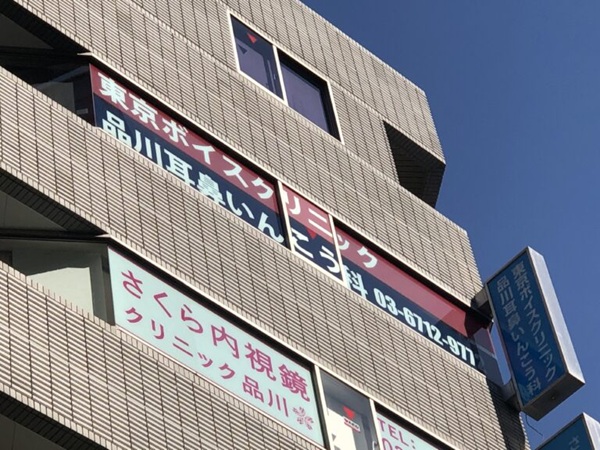 東京ボイスクリニック
品川耳鼻いんこう科 03-6712-977
さくら内視鏡
クリニック 品川
TEL:
東京ボイスクリニック
品川耳鼻いんこう科